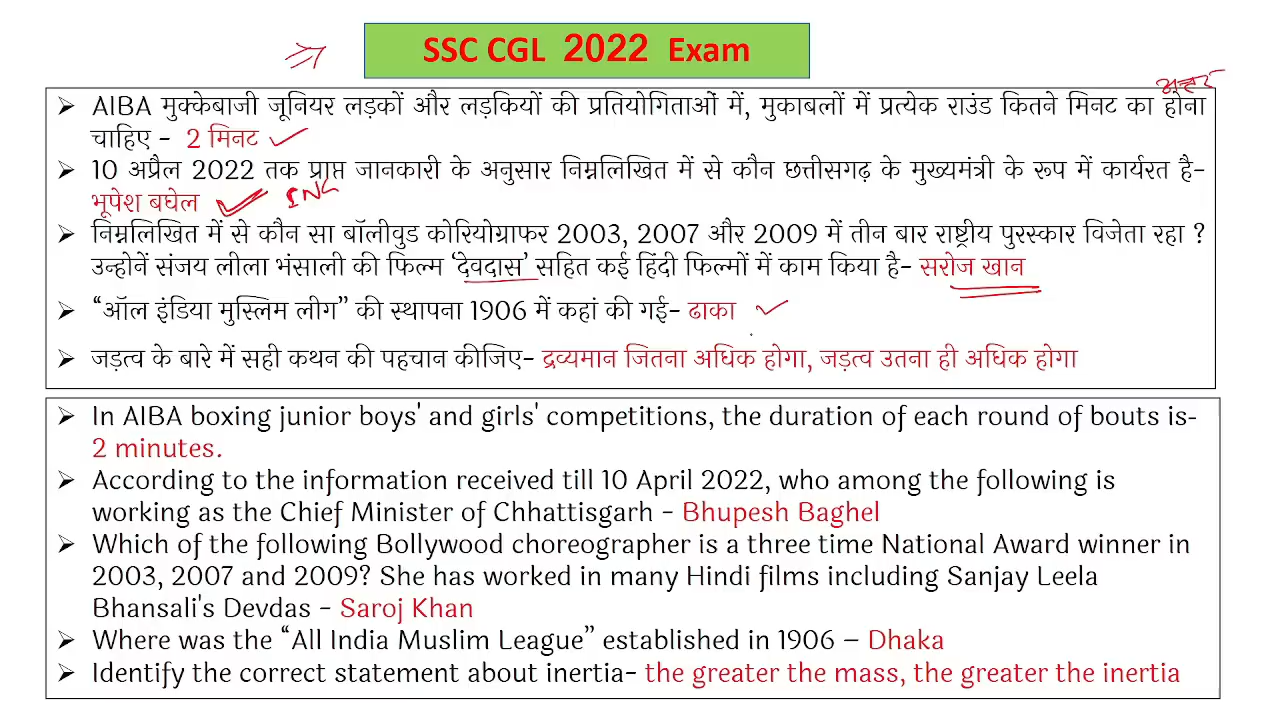 SSC CGL 2022 Exam
➢ AIBA मुक्केबाजी जूनियर लड़कों और लड़कियों की प्रतियोगिताओं में, मुकाबलों में प्रत्येक राउंड कितने मिनट का होना
चाहिए - 2 मिनट
➢ 10 अप्रैल 2022 तक प्राप्त जानकारी के अनुसार निम्नलिखित में से कौन छत्तीसगढ़ के मुख्यमंत्री के रूप में कार्यरत है-
भूपेश बघेल INC
➢ निम्नलिखित में से कौन सा बॉलीवुड कोरियोग्राफर 2003, 2007 और 2009 में तीन बार राष्ट्रीय पुरस्कार विजेता रहा ?
उन्होनें संजय लीला भंसाली की फिल्म ‘देवदास’ सहित कई हिंदी फिल्मों में काम किया है- सरोज खान
➢ “ऑल इंडिया मुस्लिम लीग” की स्थापना 1906 में कहां की गई- ढाका
➢ जड़त्व के बारे में सही कथन की पहचान कीजिए- द्रव्यमान जितना अधिक होगा, जड़त्व उतना ही अधिक होगा
➢ In AIBA boxing junior boys' and girls' competitions, the duration of each round of bouts is-
2 minutes.
➢ According to the information received till 10 April 2022, who among the following is
working as the Chief Minister of Chhattisgarh - Bhupesh Baghel
➢ Which of the following Bollywood choreographer is a three time National Award winner in
2003, 2007 and 2009? She has worked in many Hindi films including Sanjay Leela
Bhansali's Devdas - Saroj Khan
➢ Where was the “All India Muslim League” established in 1906 – Dhaka
➢ Identify the correct statement about inertia- the greater the mass, the greater the inertia